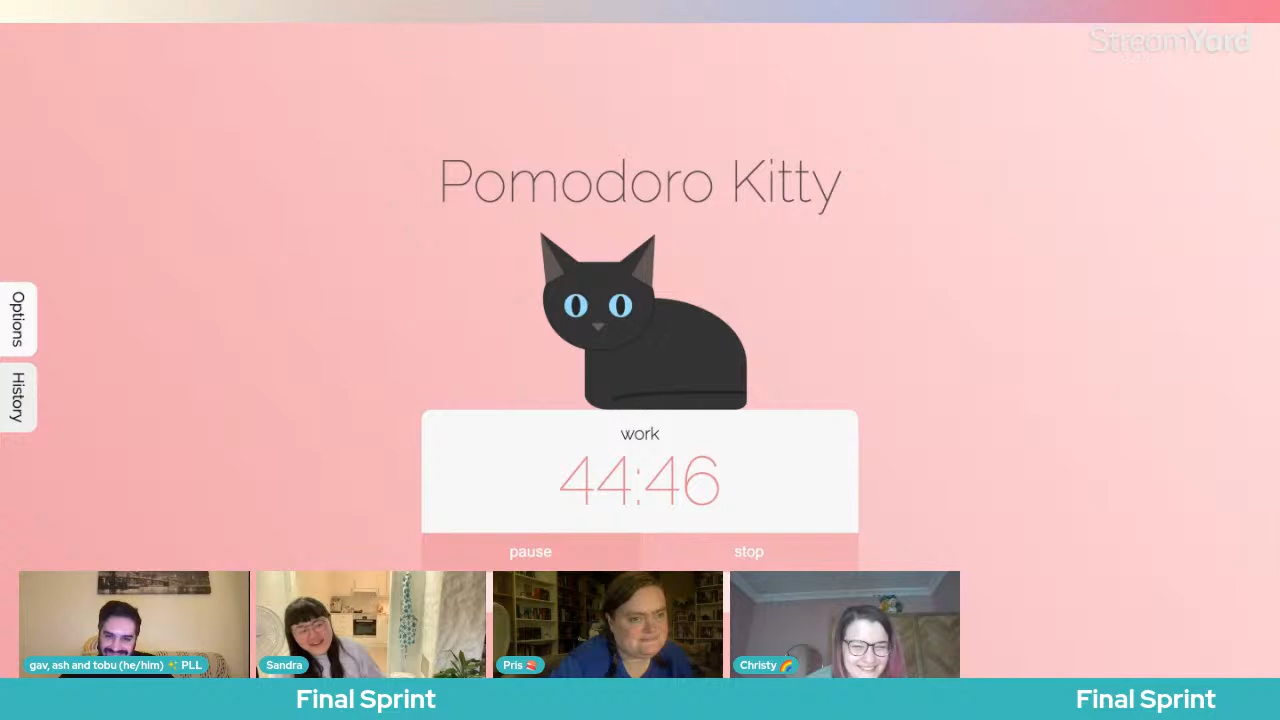 StreamYard
Pomodoro Kitty
Options
History
work
44:46
pause
stop
gav, ash and tobu (he/him) ✨ PLL
Sandra
Pris
Christy 🌈
Final Sprint
Final Sprint